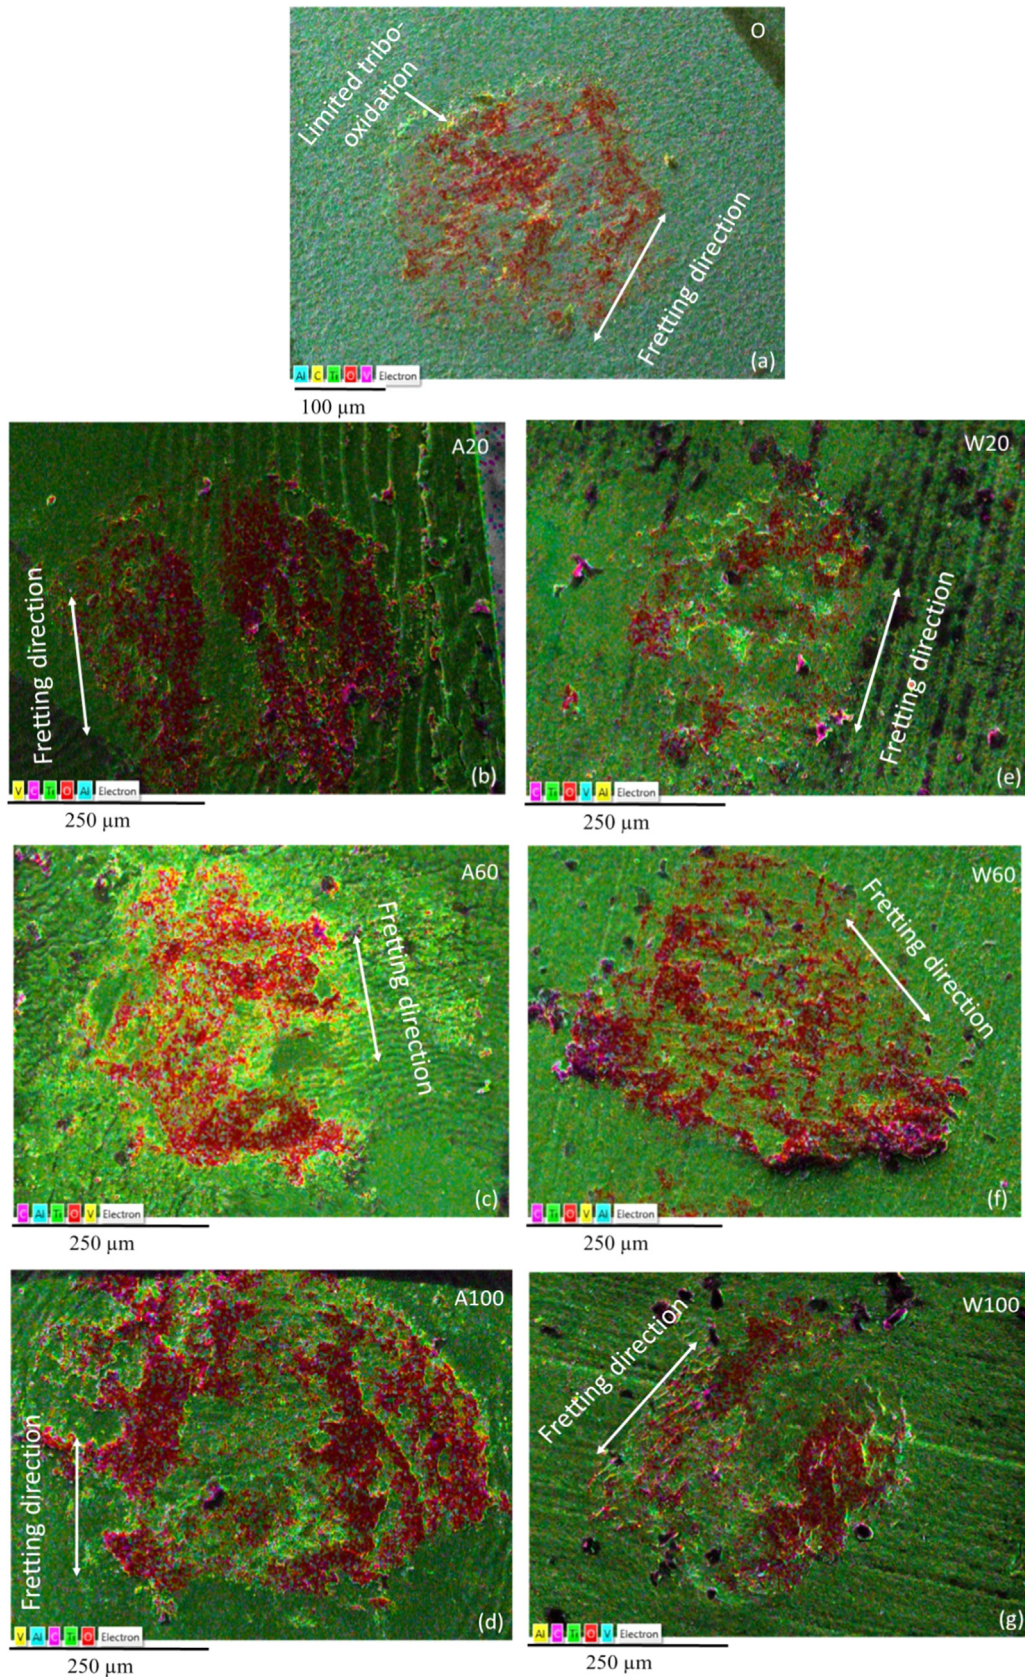 O
Limited tribo-
oxidation
Fretting direction
(a)
Al C Ti O V Electron
100 µm
A20
Fretting direction
(b)
V C Ti O Al Electron
250 µm
W20
Fretting direction
(e)
C Ti O V Al Electron
250 µm
A60
Fretting direction
(c)
C Al Ti O V Electron
250 µm
W60
Fretting direction
(f)
C Ti O V Al Electron
250 µm
A100
Fretting direction
(d)
V Al C Ti O Electron
250 µm
W100
Fretting direction
(g)
Al C Ti O V Electron
250 µm